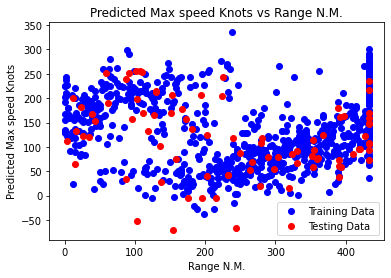 Predicted Max speed Knots vs Range N.M.
Predicted Max speed Knots
350
300
250
200
150
100
50
0
−50
0
100
200
300
400
Range N.M.
Training Data
Testing Data